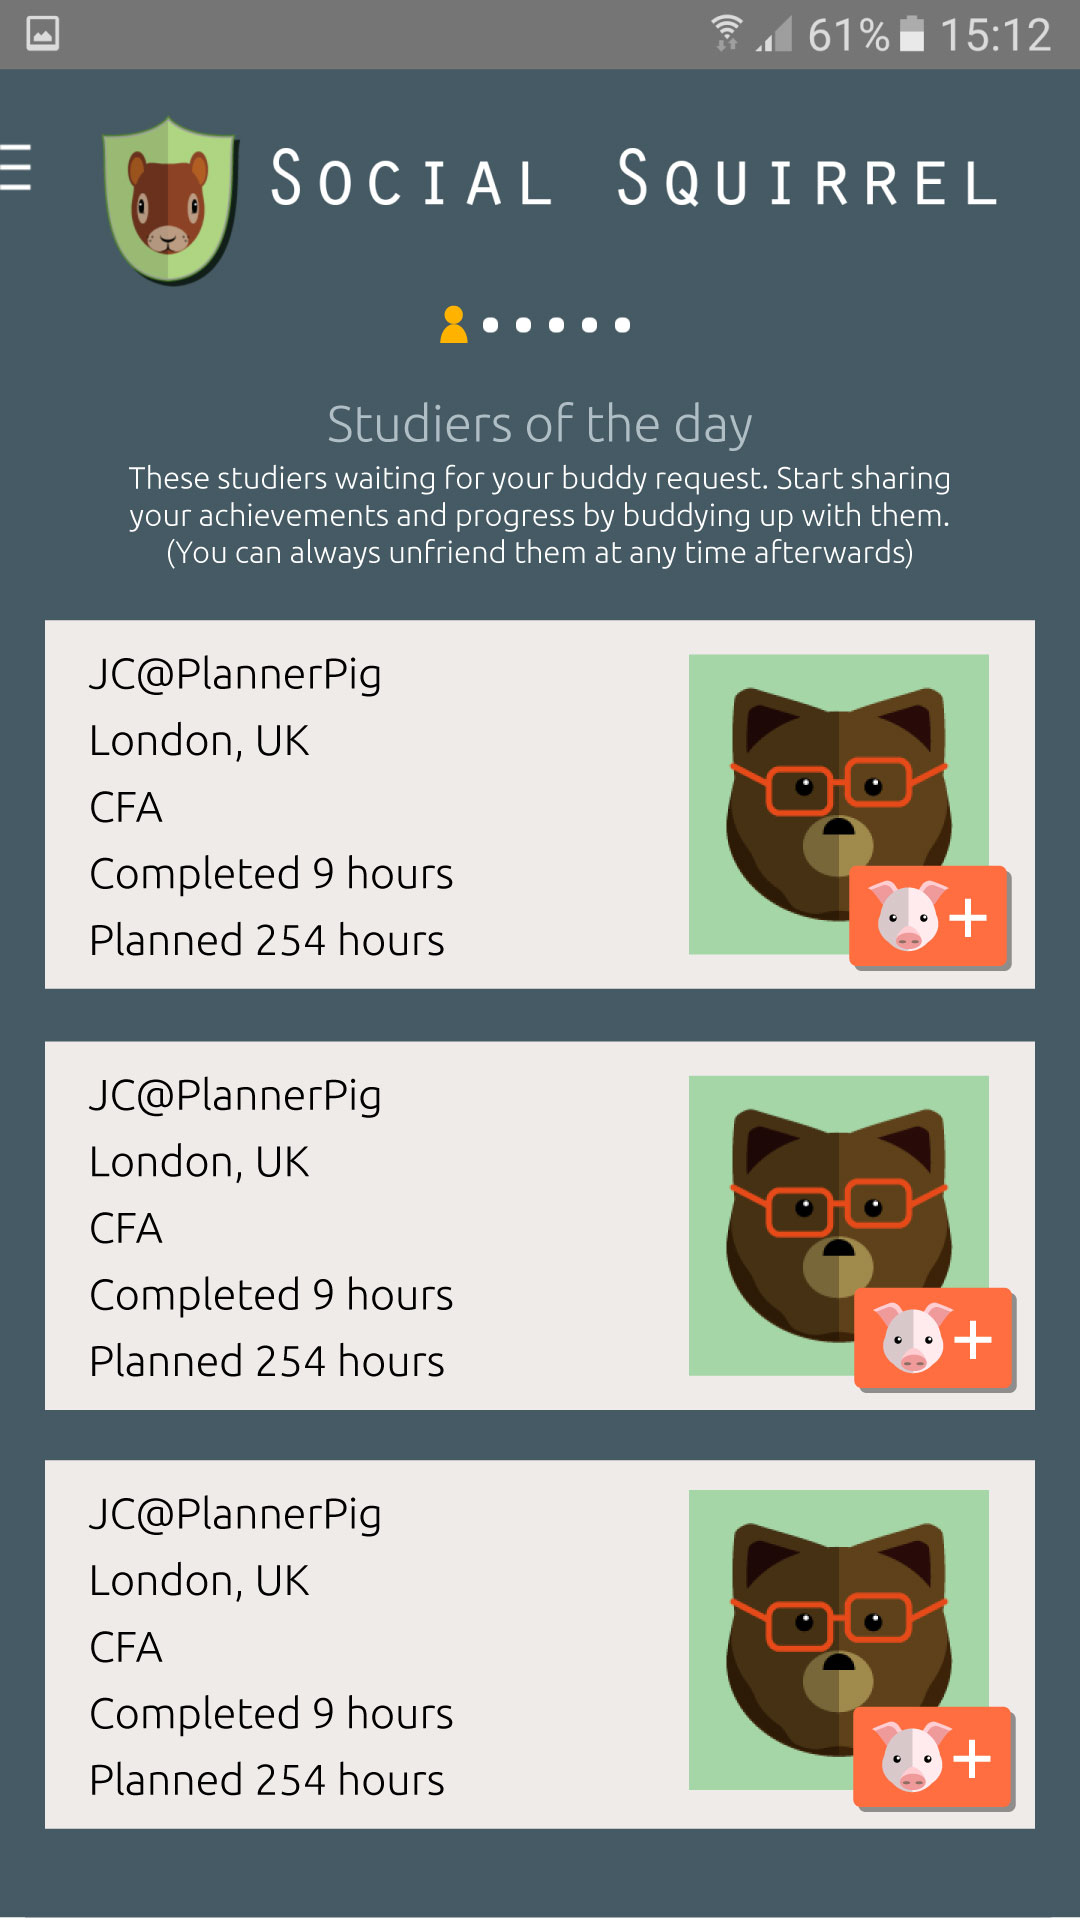 61% 15:12
SOCIAL SQUIRREL
Studiers of the day
These studiers waiting for your buddy request. Start sharing
your achievements and progress by buddying up with them.
(You can always unfriend them at any time afterwards)
JC@PlannerPig
London, UK
CFA
Completed 9 hours
Planned 254 hours
JC@PlannerPig
London, UK
CFA
Completed 9 hours
Planned 254 hours
JC@PlannerPig
London, UK
CFA
Completed 9 hours
Planned 254 hours